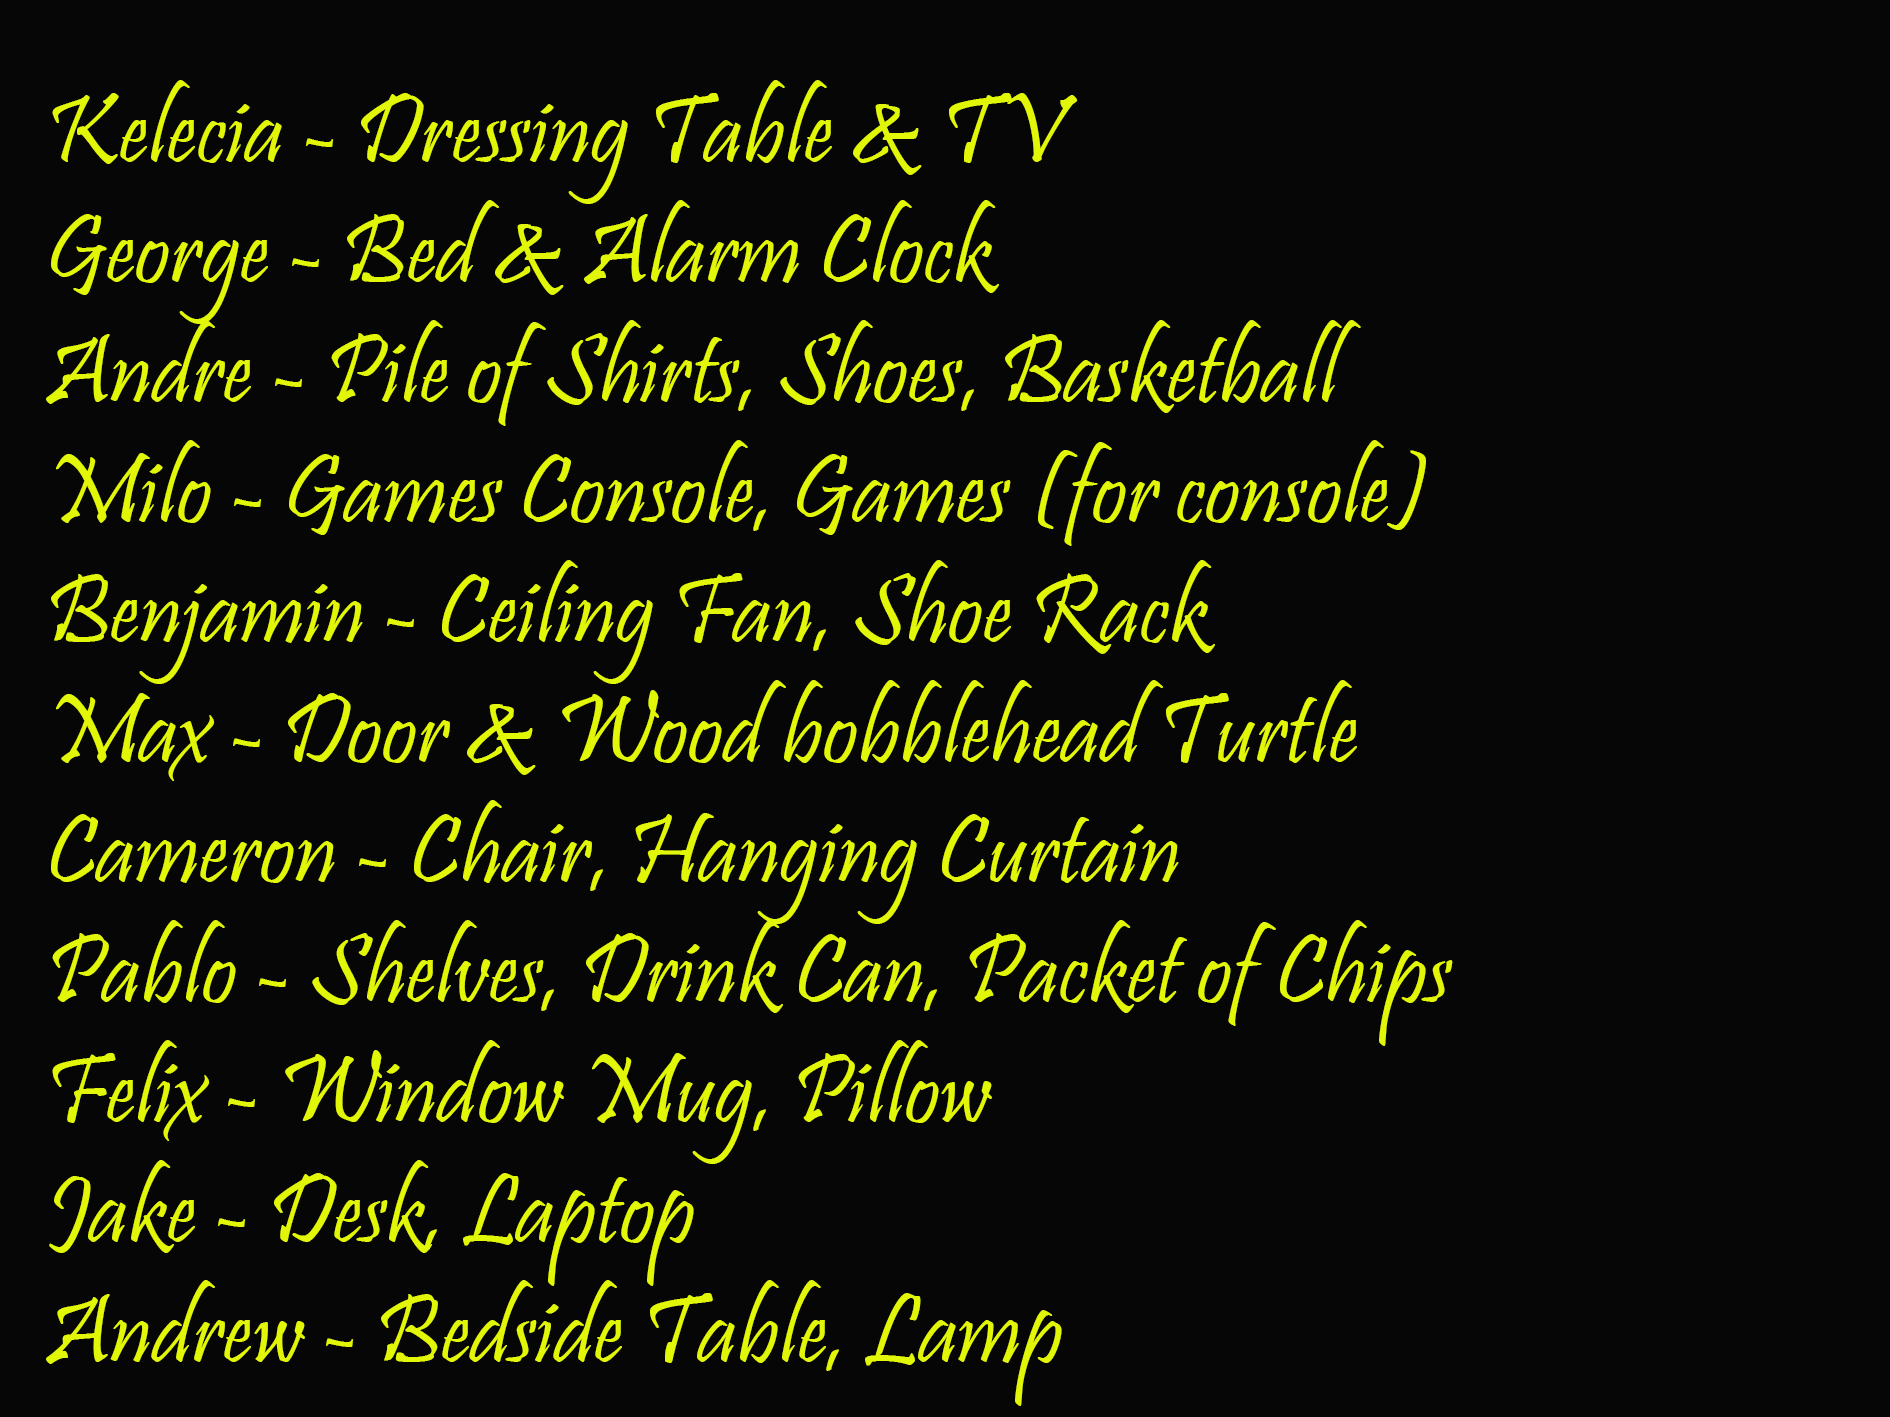 Kelecia - Dressing Table & TV
George - Bed & Alarm Clock
Andre - Pile of Shirts, Shoes, Basketball
Milo - Games Console, Games (for console)
Benjamin - Ceiling Fan, Shoe Rack
Max - Door & Wood bobblehead Turtle
Cameron - Chair, Hanging Curtain
Pablo - Shelves, Drink Can, Packet of Chips
Felix - Window Mug, Pillow
Jake - Desk, Laptop
Andrew - Bedside Table, Lamp